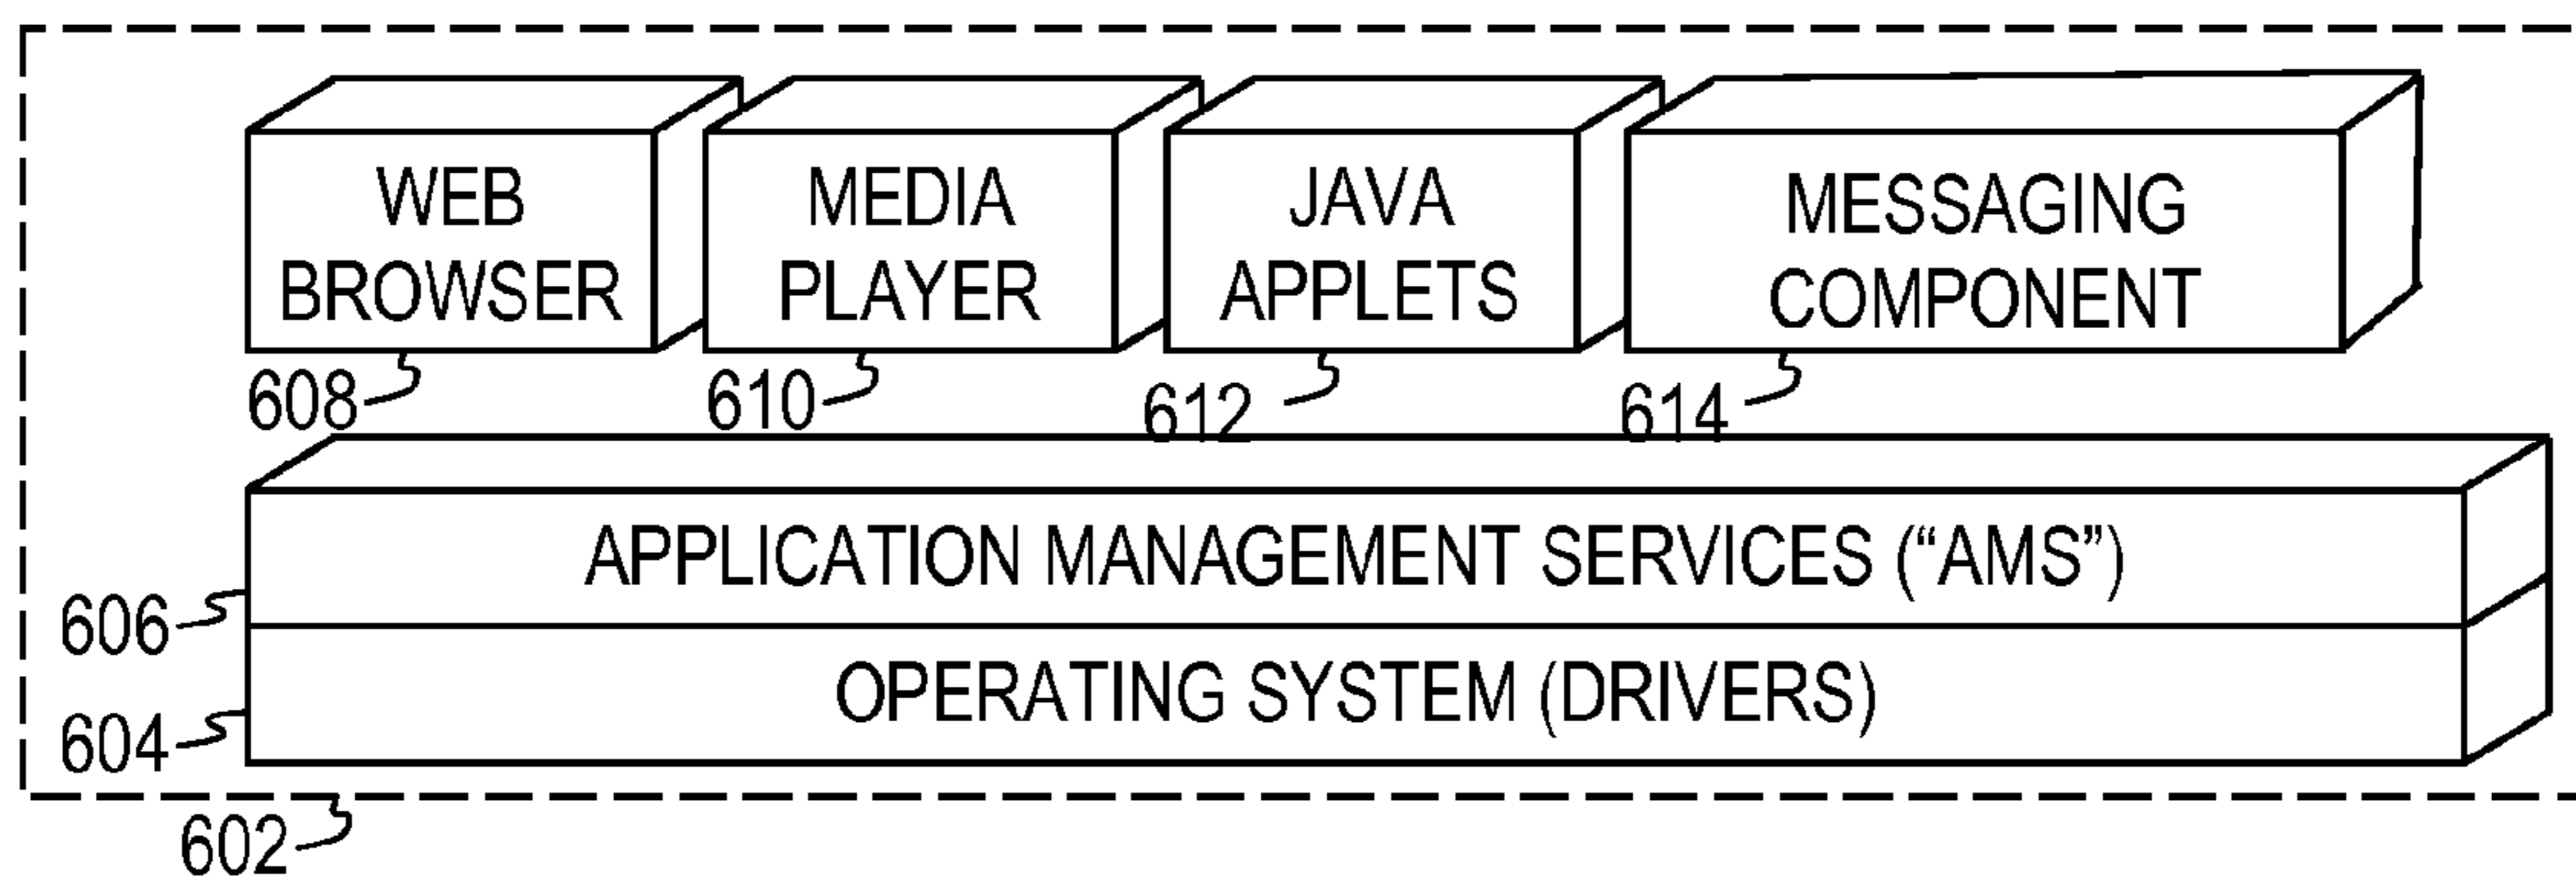 WEB
BROWSER
MEDIA
PLAYER
JAVA
APPLETS
MESSAGING
COMPONENT
608
610
612
614
APPLICATION MANAGEMENT SERVICES (“AMS”)
606
OPERATING SYSTEM (DRIVERS)
604
602